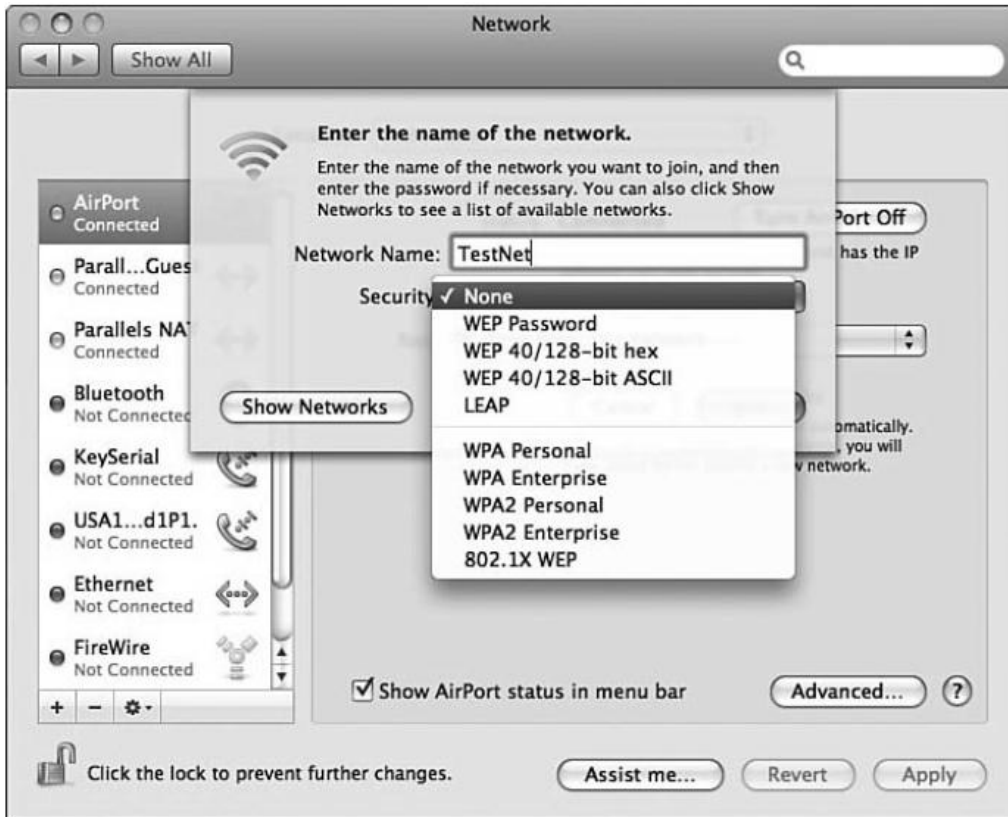 Network
Show All
Enter the name of the network.
Enter the name of the network you want to join, and then
enter the password if necessary. You can also click Show
Networks to see a list of available networks.
AirPort
Connected
Port Off
has the IP
Network Name: TestNet
Parall...Gues
Connected
Security
✓ None
WEP Password
WEP 40/128-bit hex
WEP 40/128-bit ASCII
LEAP
WPA Personal
WPA Enterprise
WPA2 Personal
WPA2 Enterprise
802.1X WEP
Parallels NA
Connected
Bluetooth
Not Connected
Show Networks
omatically.
, you will
network.
KeySerial
Not Connected
USA1...d1P1.
Not Connected
Ethernet
Not Connected
FireWire
Not Connected
Show AirPort status in menu bar
Advanced...
?
+ −
Click the lock to prevent further changes.
Assist me...
Revert
Apply